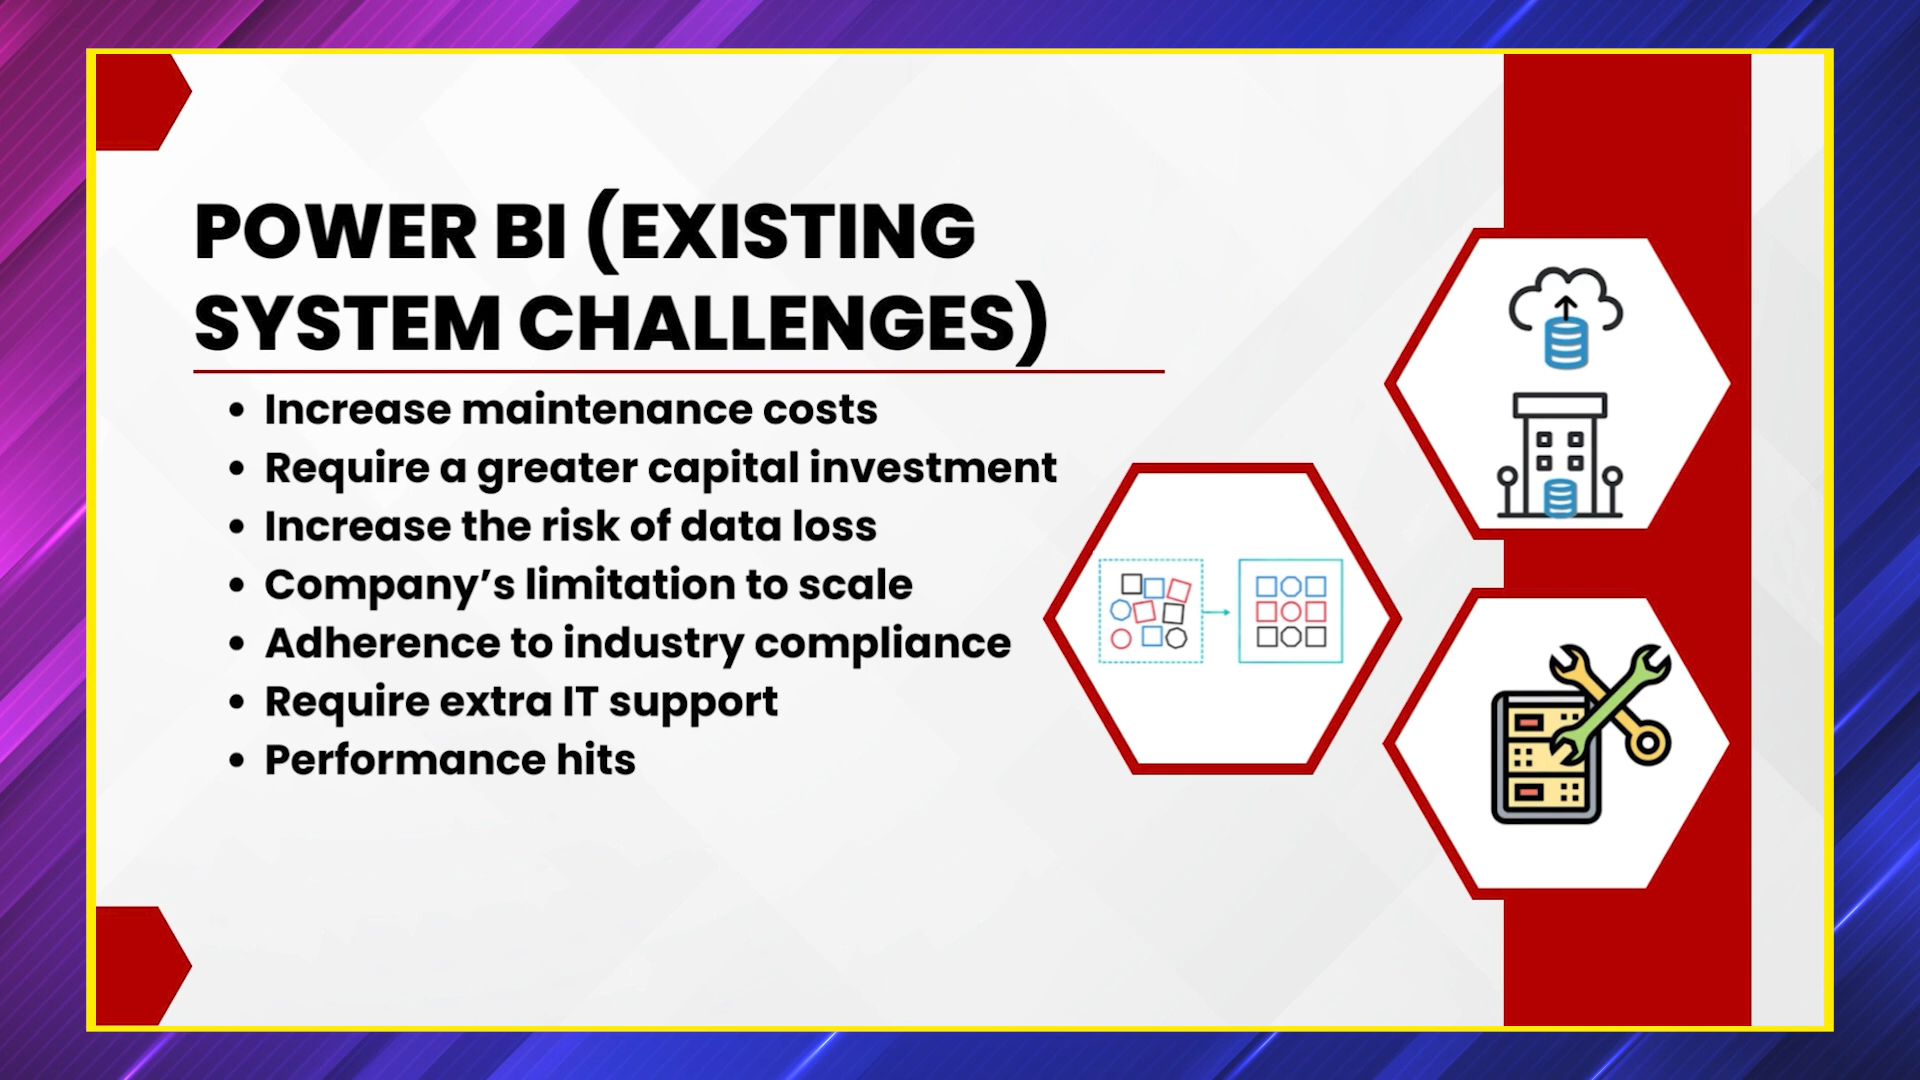 POWER BI (EXISTING
SYSTEM CHALLENGES)
• Increase maintenance costs
• Require a greater capital investment
• Increase the risk of data loss
• Company’s limitation to scale
• Adherence to industry compliance
• Require extra IT support
• Performance hits